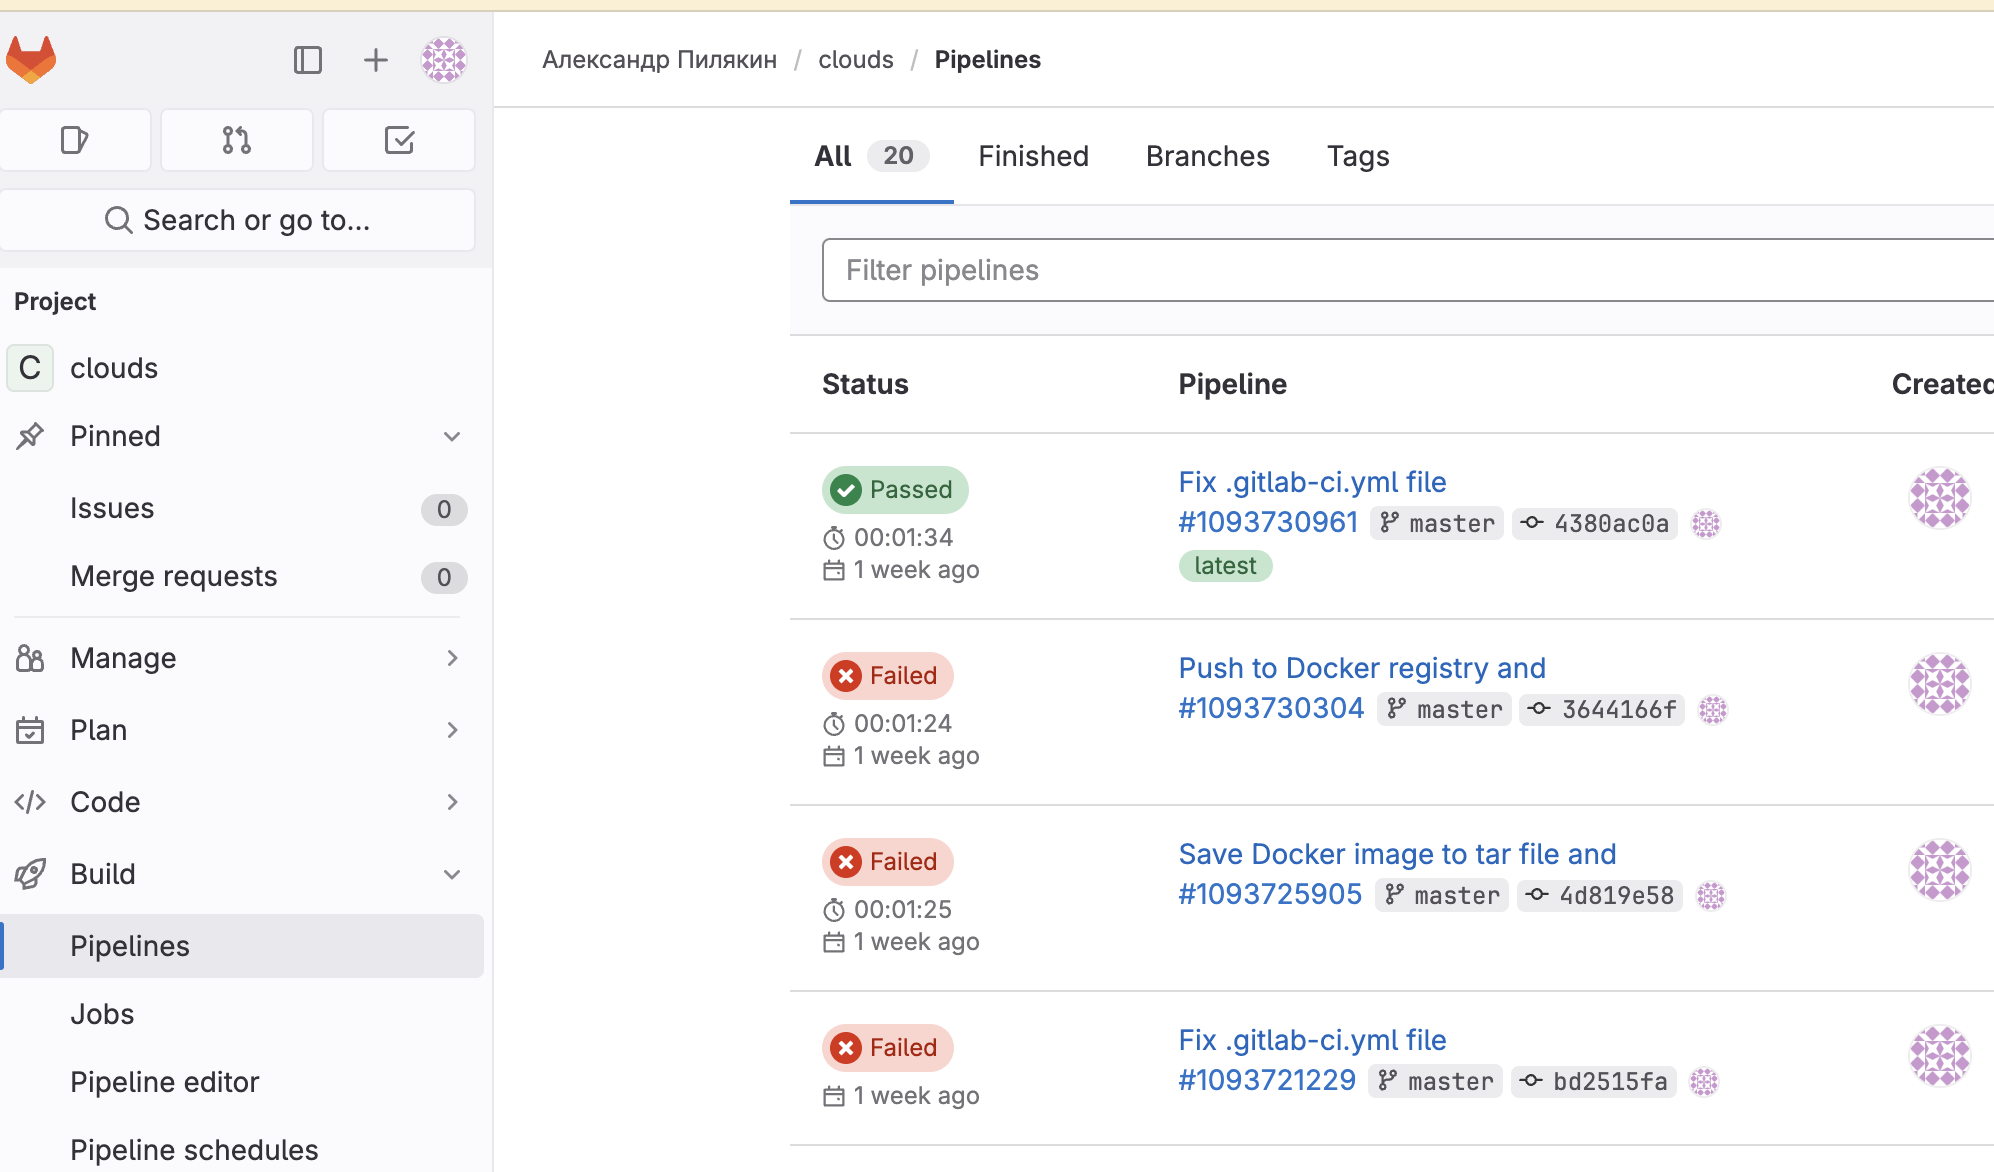 Александр Пилякин / clouds / Pipelines
Search or go to...
Project
C clouds
Pinned
Issues 0
Merge requests 0
Manage
Plan
Code
Build
Pipelines
Jobs
Pipeline editor
Pipeline schedules
All 20 Finished Branches Tags
Filter pipelines
Status Pipeline Created
Passed
00:01:34
1 week ago
Fix .gitlab-ci.yml file
#1093730961 master 4380ac0a
latest
Failed
00:01:24
1 week ago
Push to Docker registry and
#1093730304 master 3644166f
Failed
00:01:25
1 week ago
Save Docker image to tar file and
#1093725905 master 4d819e58
Failed
1 week ago
Fix .gitlab-ci.yml file
#1093721229 master bd2515fa